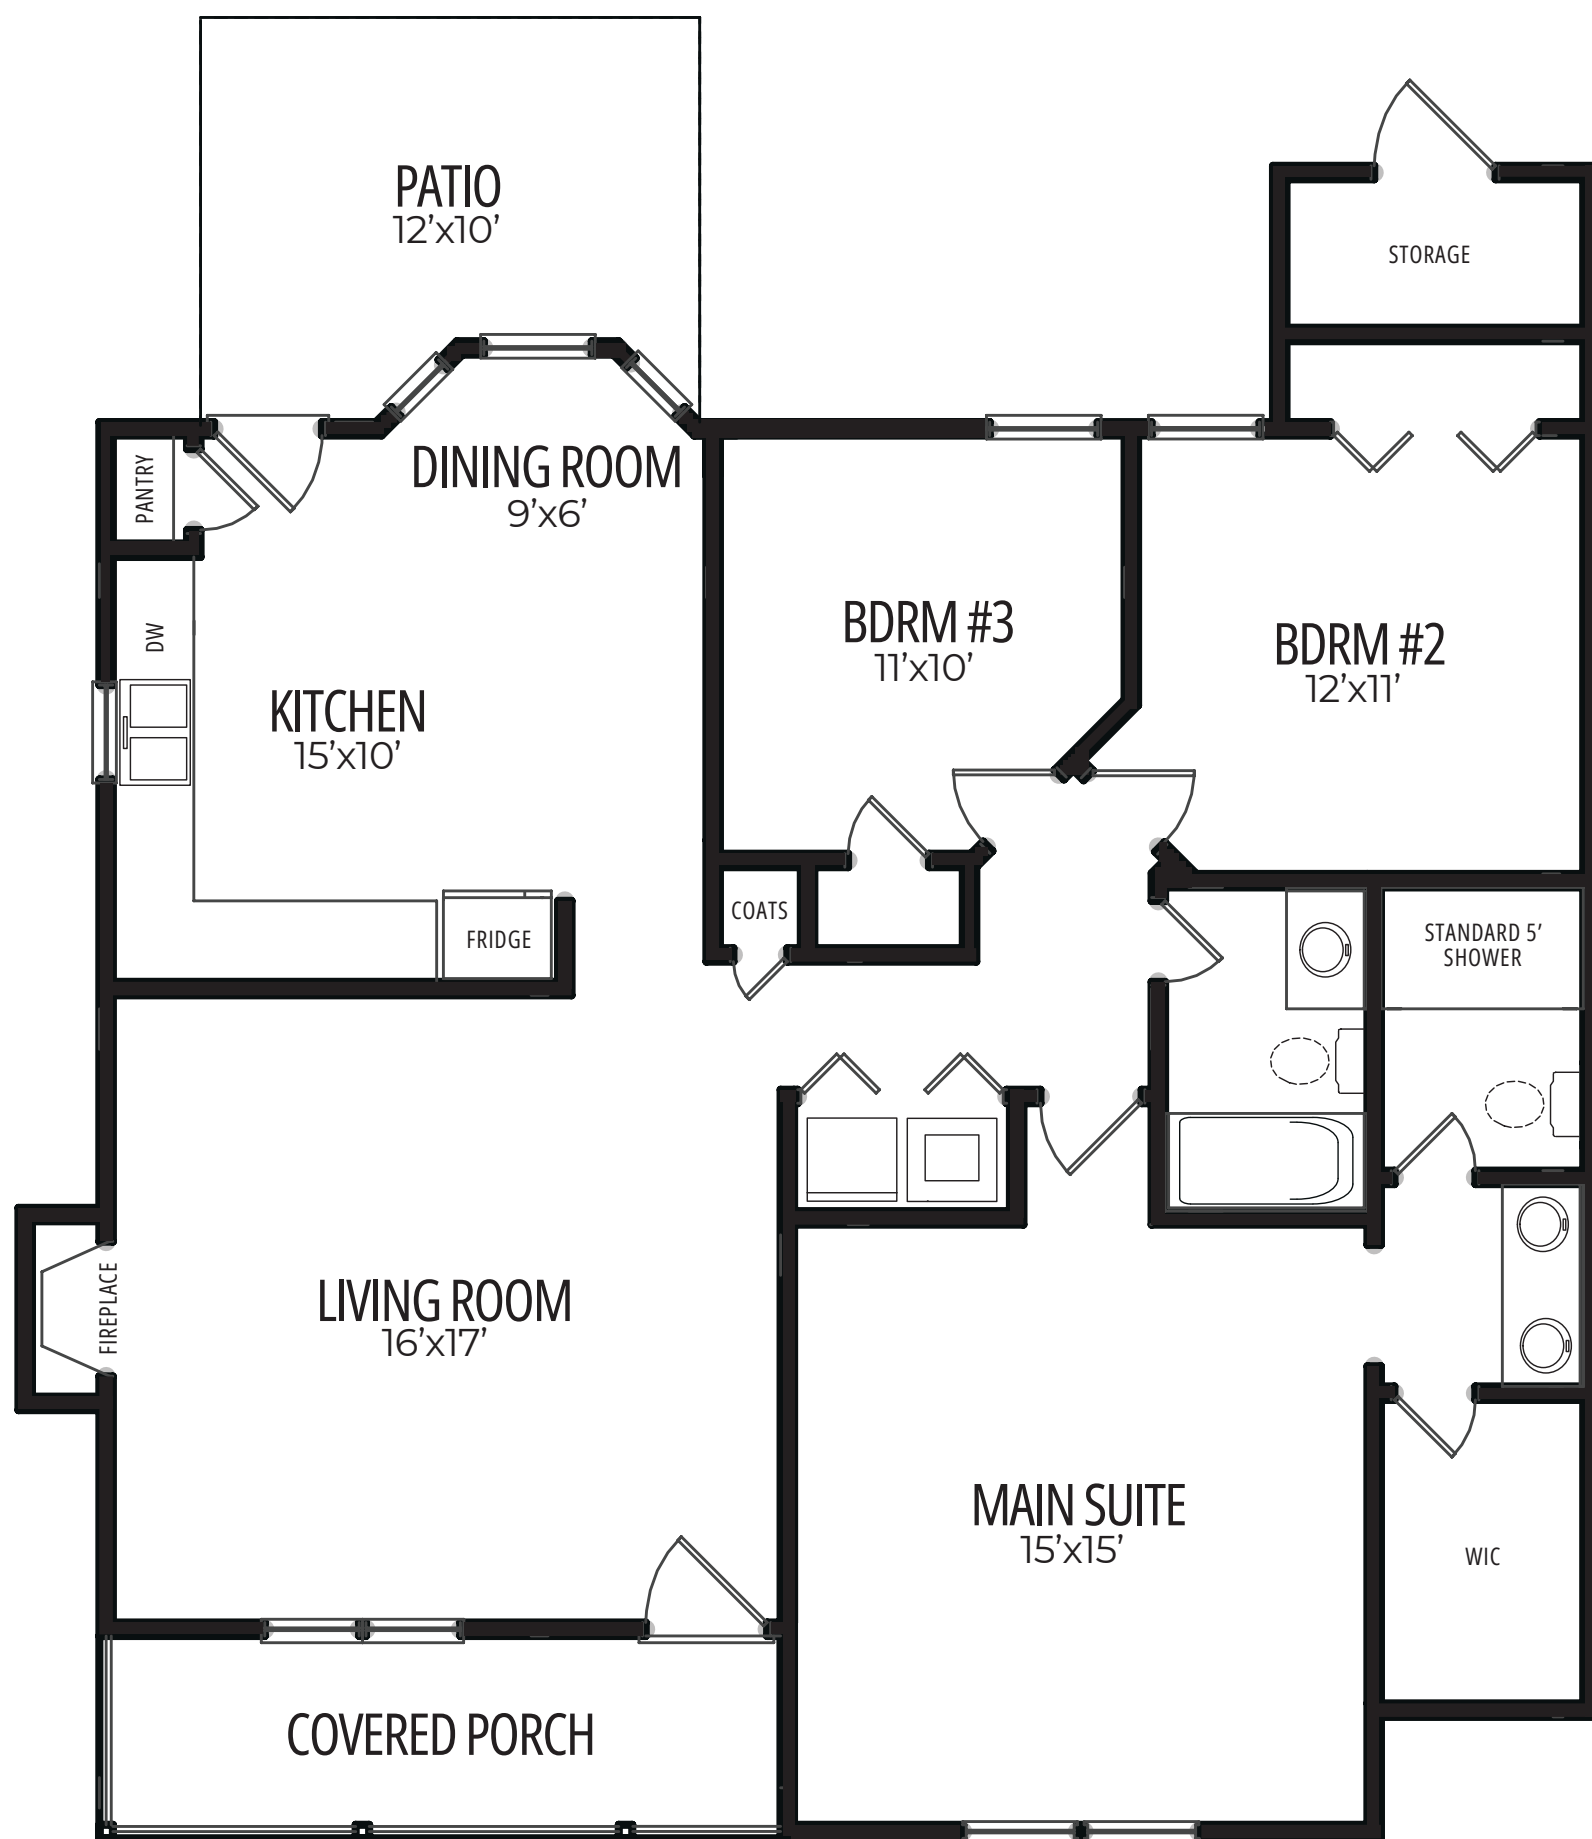 PATIO
12’x10’
STORAGE
DINING ROOM
9’x6’
PANTRY
BDRM #3
11’x10’
BDRM #2
12’x11’
DW
KITCHEN
15’x10’
COATS
FRIDGE
STANDARD 5’
SHOWER
FIREPLACE
LIVING ROOM
16’x17’
MAIN SUITE
15’x15’
WIC
COVERED PORCH